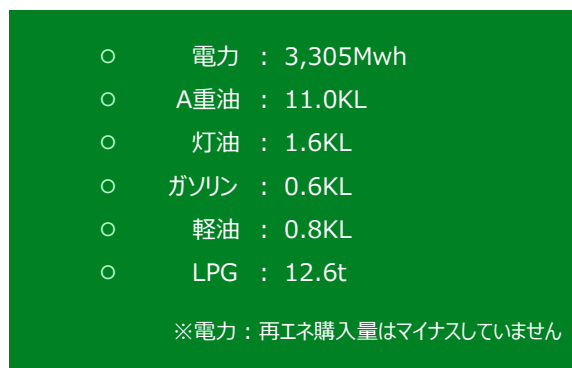 ○ 電力 : 3,305Mwh
○ A重油 : 11.0KL
○ 灯油 : 1.6KL
○ ガソリン : 0.6KL
○ 軽油 : 0.8KL
○ LPG : 12.6t
※電力:再エネ購入量はマイナスしていません